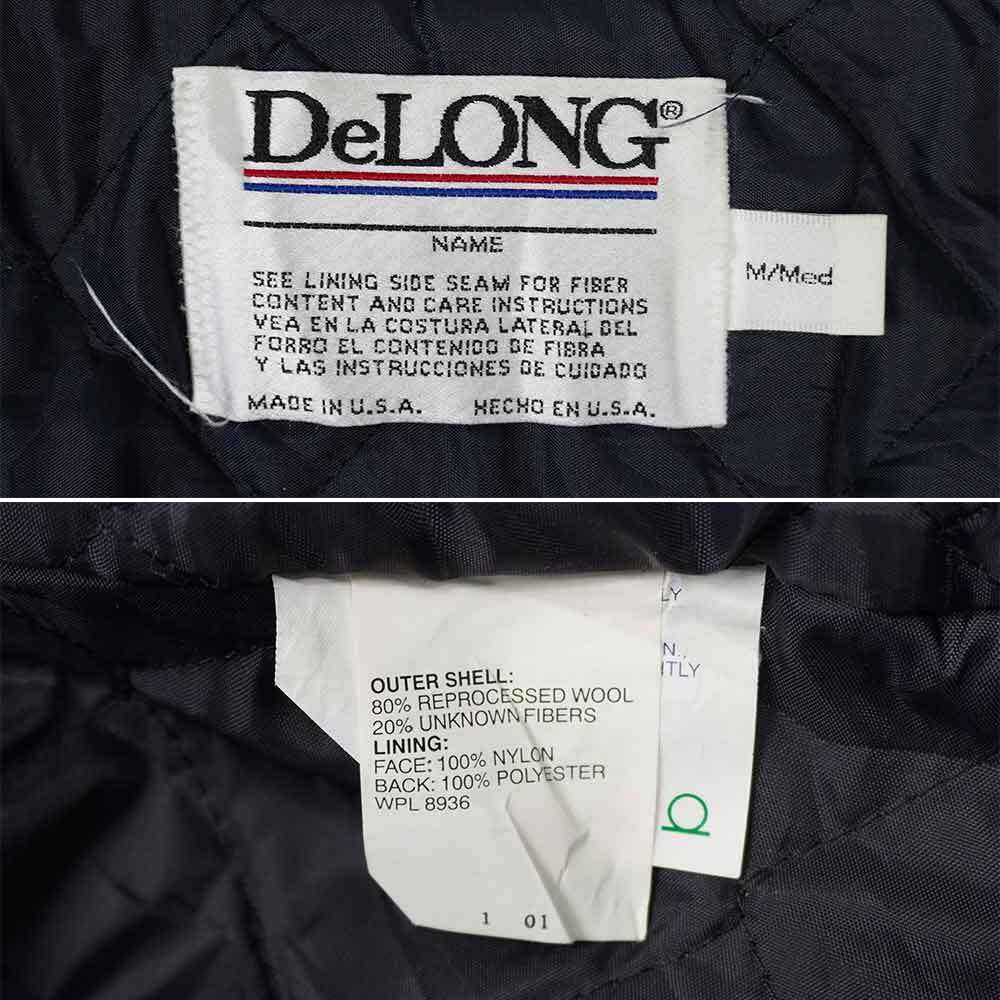 DeLONG®
NAME
SEE LINING SIDE SEAM FOR FIBER
CONTENT AND CARE INSTRUCTIONS
VEA EN LA COSTURA LATERAL DEL
FORRO EL CONTENIDO DE FIBRA
Y LAS INSTRUCCIONES DE CUIDADO
MADE IN U.S.A. HECHO EN U.S.A.
M/Med
OUTER SHELL:
80% REPROCESSED WOOL
20% UNKNOWN FIBERS
LINING:
FACE: 100% NYLON
BACK: 100% POLYESTER
WPL 8936
1 01
LY
N.,
TLY